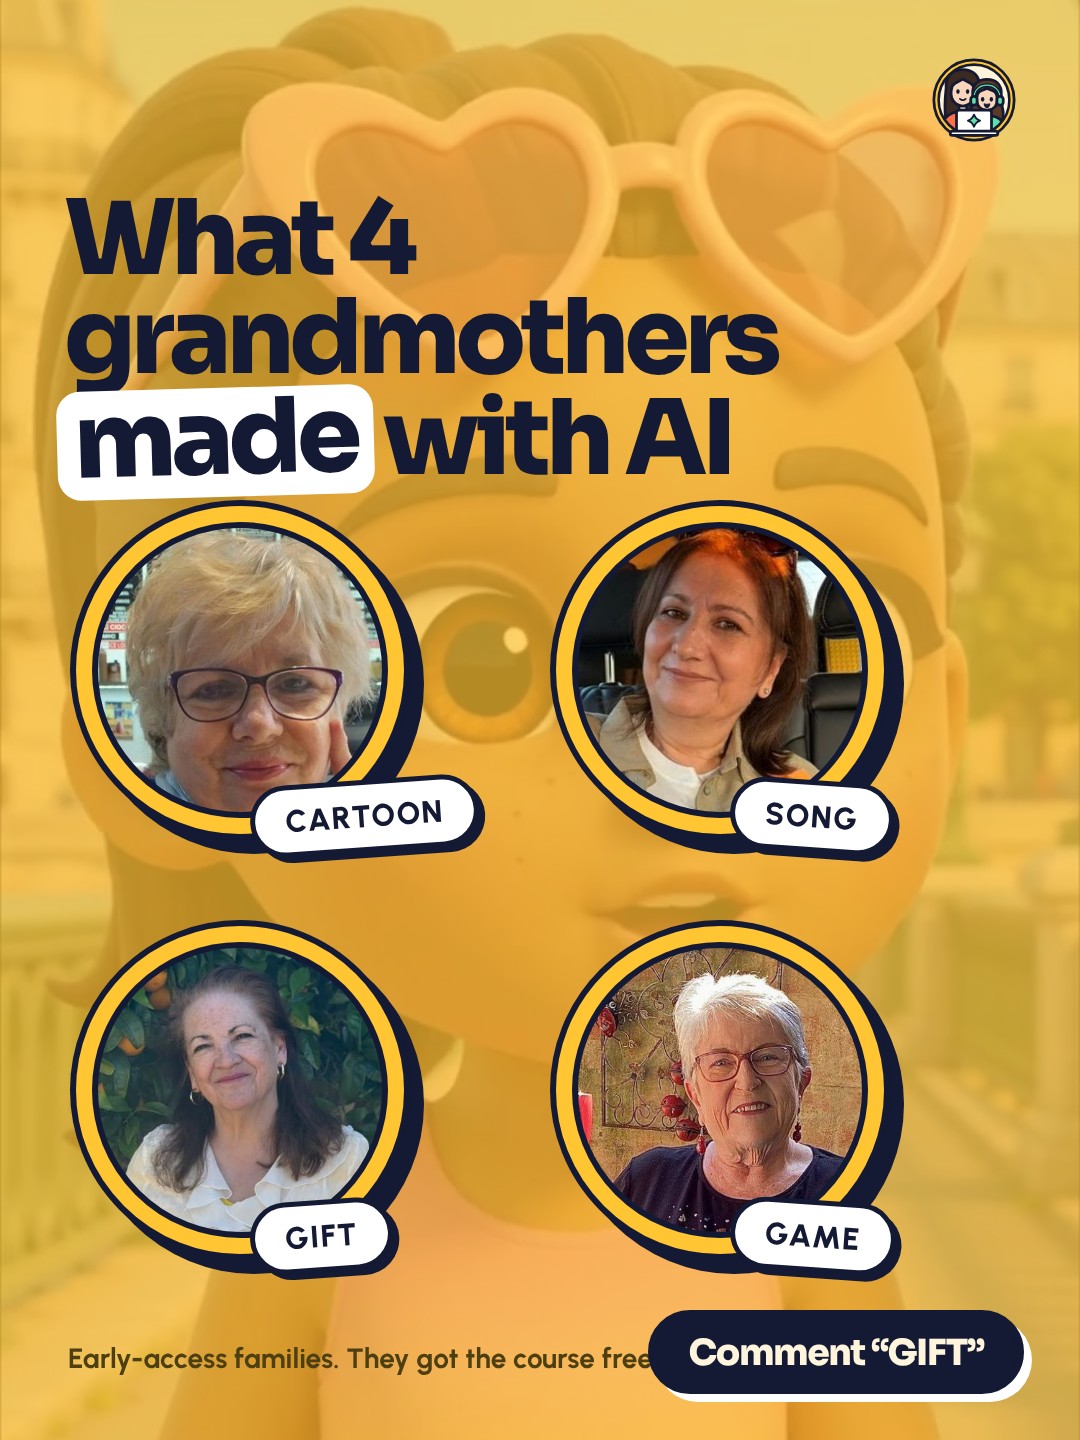 What 4
grandmothers
made with AI
CARTOON
SONG
GIFT
GAME
Early-access families. They got the course free
Comment “GIFT”